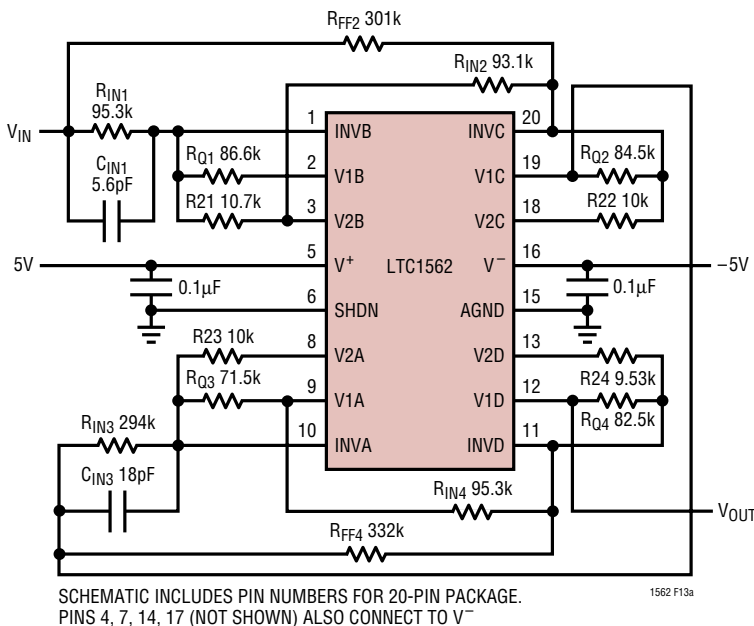 RFF2 301k
RIN2 93.1k
RIN1
95.3k
VIN
CIN1
5.6pF
RQ1 86.6k
R21 10.7k
1 INVB
2 V1B
3 V2B
5 V+
6 SHDN
8 V2A
9 V1A
10 INVA
LTC1562
INVC 20
V1C 19
V2C 18
V− 16
AGND 15
V2D 13
V1D 12
INVD 11
RQ2 84.5k
R22 10k
5V
−5V
0.1µF
0.1µF
R23 10k
RQ3 71.5k
RIN3 294k
CIN3 18pF
R24 9.53k
RQ4 82.5k
RIN4 95.3k
RFF4 332k
VOUT
SCHEMATIC INCLUDES PIN NUMBERS FOR 20-PIN PACKAGE.
PINS 4, 7, 14, 17 (NOT SHOWN) ALSO CONNECT TO V−
1562 F13a